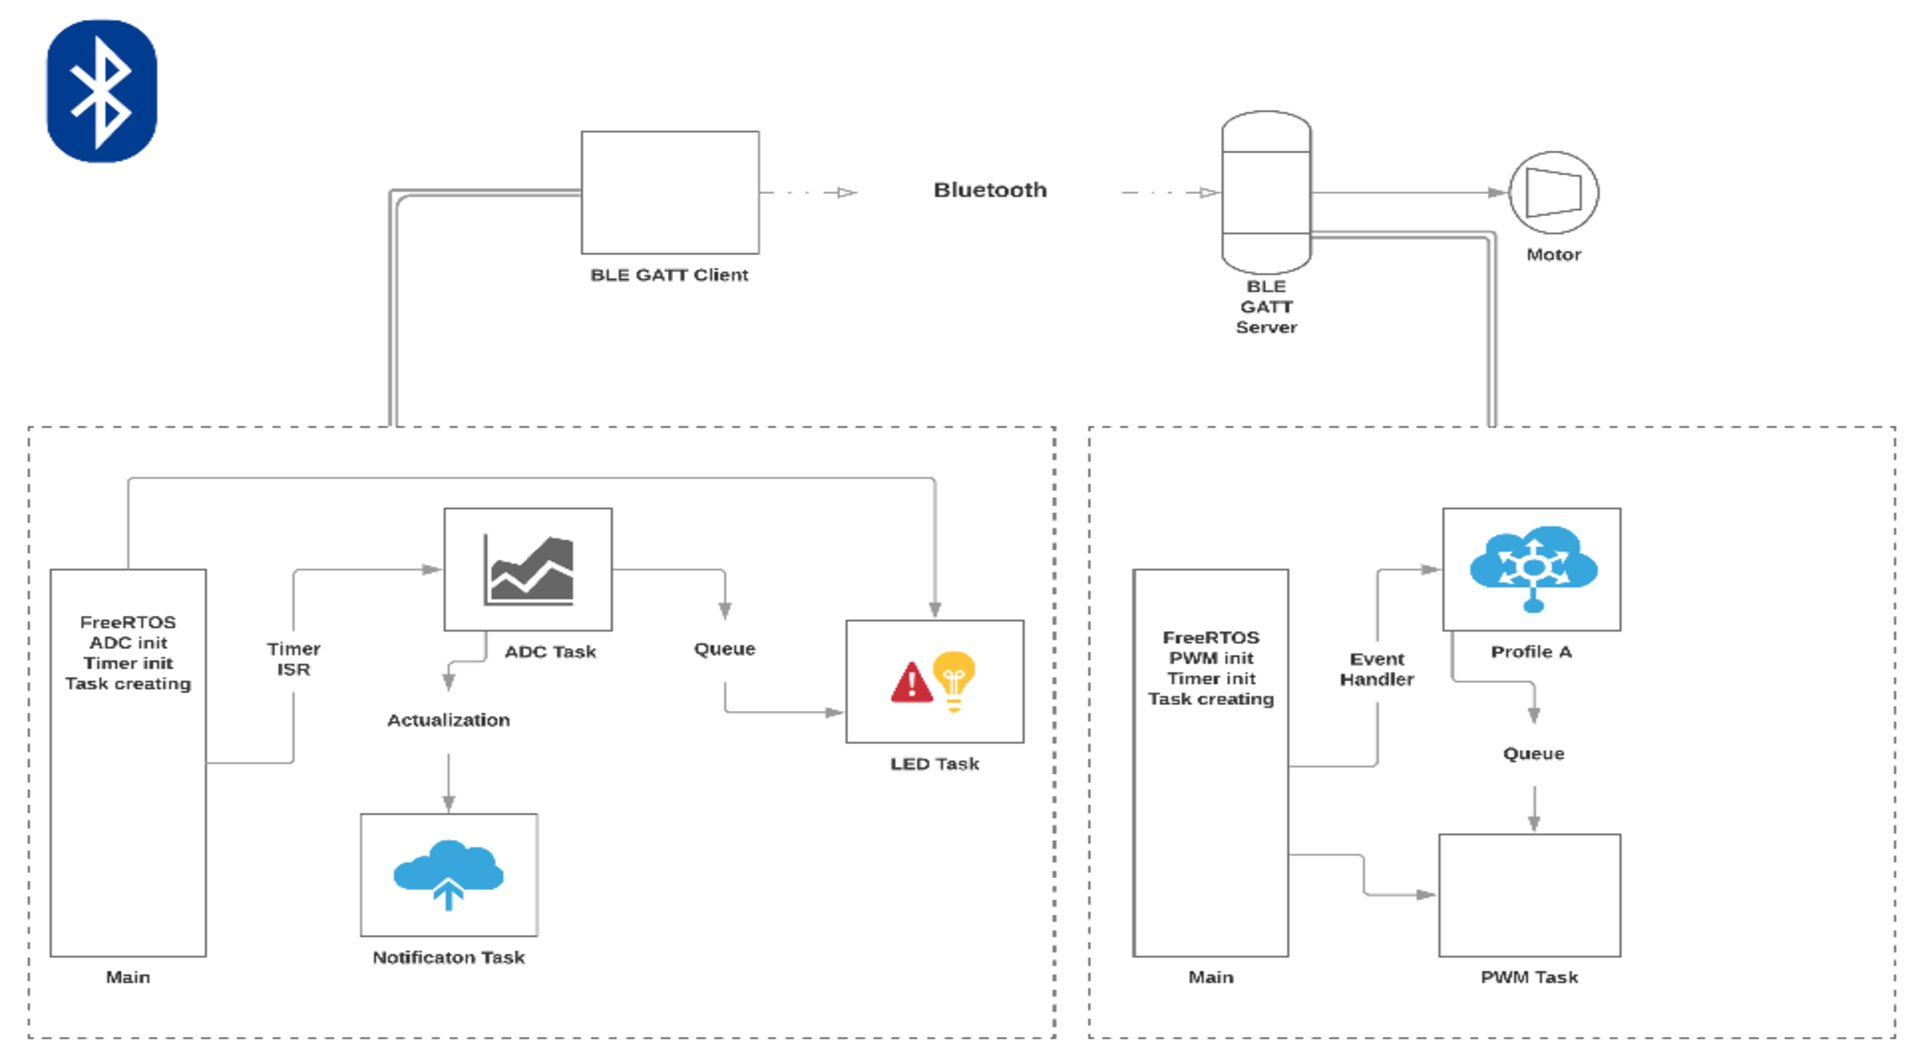 Bluetooth
BLE GATT Client
BLE
GATT
Server
Motor
FreeRTOS
ADC init
Timer init
Task creating
Main
Timer
ISR
ADC Task
Actualization
Notificaton Task
Queue
LED Task
FreeRTOS
PWM init
Timer init
Task creating
Main
Event
Handler
Profile A
Queue
PWM Task